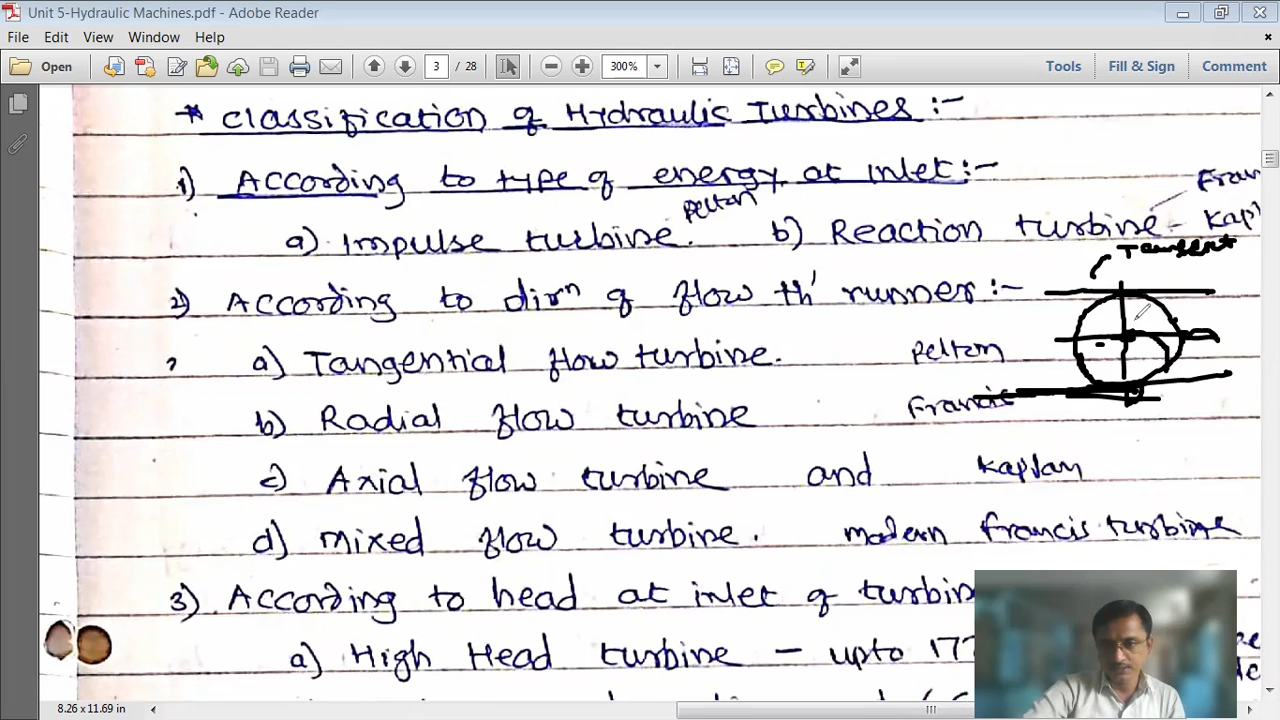 Unit 5-Hydraulic Machines.pdf - Adobe Reader
File Edit View Window Help
Open 3 / 28 300% Tools Fill & Sign Comment
* Classification of Hydraulic Turbines :-
1) According to type of energy at inlet :-
Pelton Fran
a) Impulse turbine. b) Reaction turbine - Kapl
Tangent
2) According to dirn of flow th' runner :-
a) Tangential flow turbine. Pelton
b) Radial flow turbine Francis
c) Axial flow turbine and Kaplan
d) Mixed flow turbine. modern Francis turbine
3) According to head at inlet of turbin
a) High Head turbine - upto 177
8.26 x 11.69 in